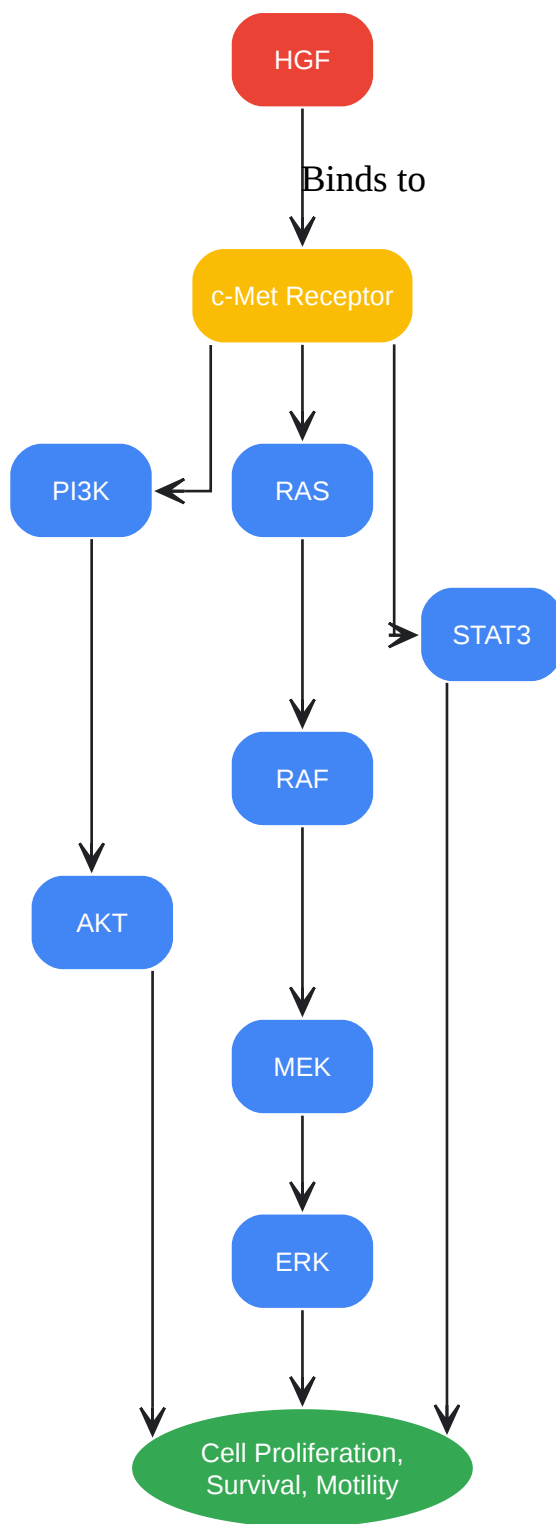 HGF
Binds to
c-Met Receptor
PI3K
RAS
STAT3
RAF
AKT
MEK
ERK
Cell Proliferation,
Survival, Motility